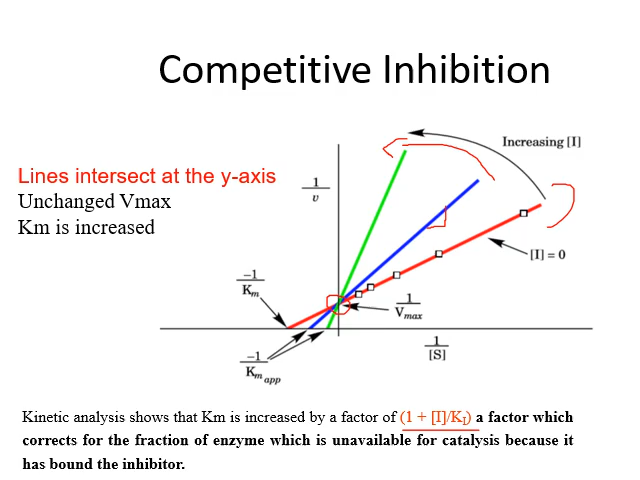 Competitive Inhibition
Lines intersect at the y-axis
Unchanged Vmax
Km is increased
Increasing [I]
1
υ
[I] = 0
–1
Km
1
Vmax
–1
Km app
1
[S]
Kinetic analysis shows that Km is increased by a factor of (1 + [I]/KI) a factor which
corrects for the fraction of enzyme which is unavailable for catalysis because it
has bound the inhibitor.